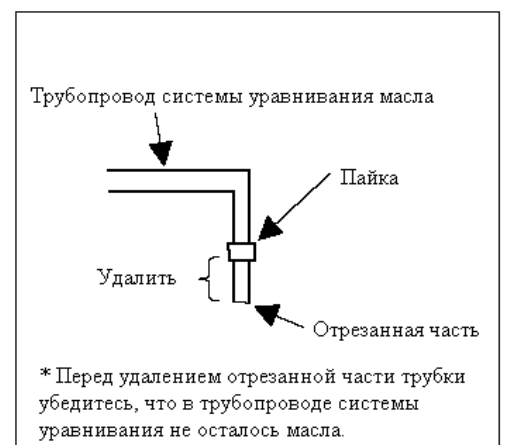 Трубопровод системы уравнивания масла
Пайка
Удалить
Отрезанная часть
* Перед удалением отрезанной части трубки
убедитесь, что в трубопроводе системы
уравнивания не осталось масла.